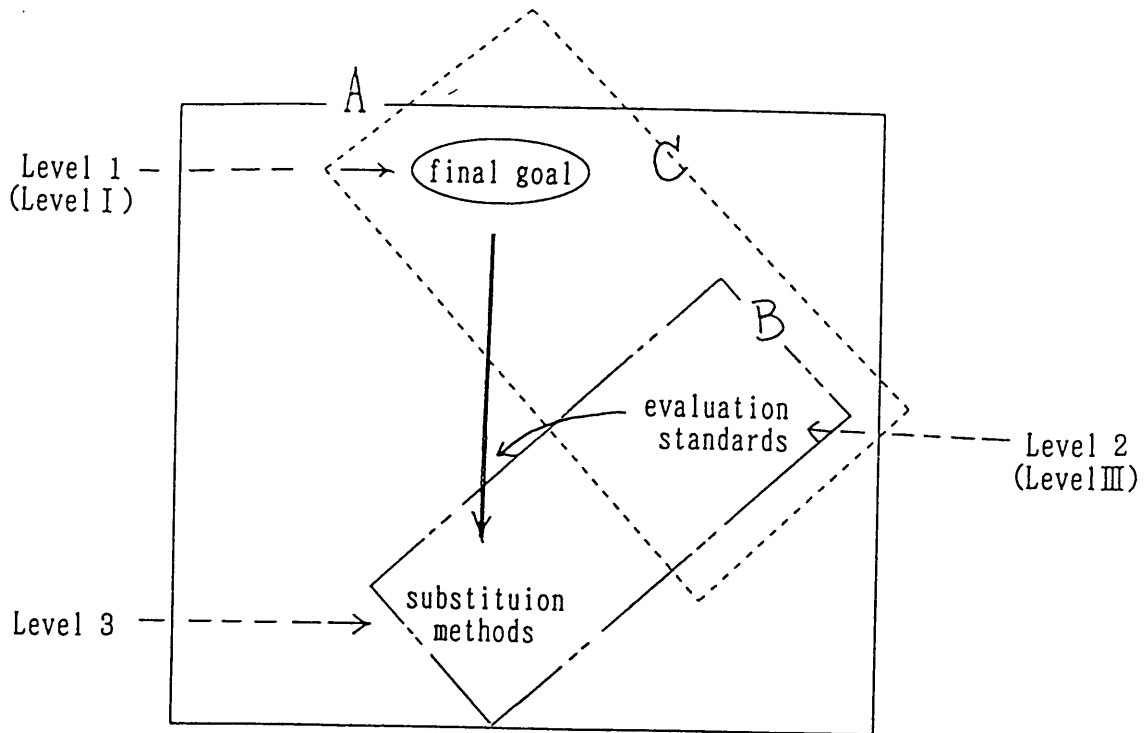 A
C
Level 1
(Level Ⅰ)
final goal
B
evaluation
standards
Level 2
(Level Ⅲ)
substituion
methods
Level 3